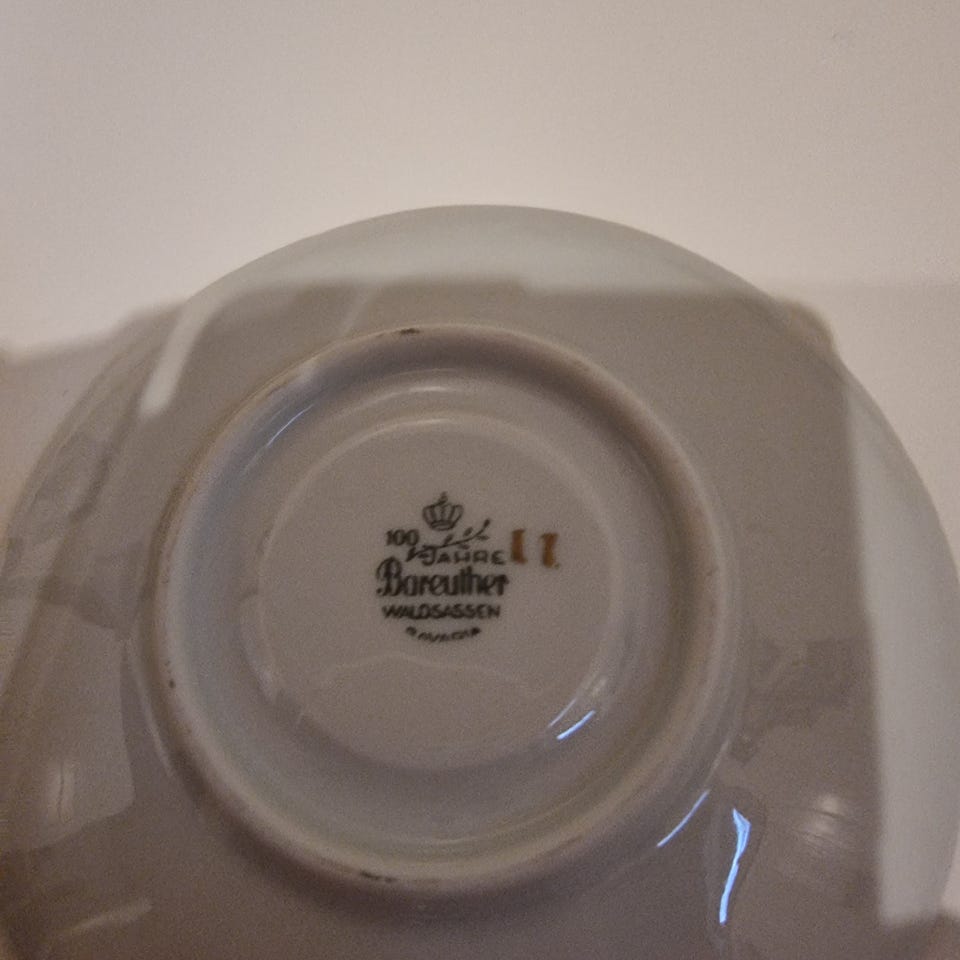 100
JAHRE
Bareuther
WALDSASSEN
BAVARIA